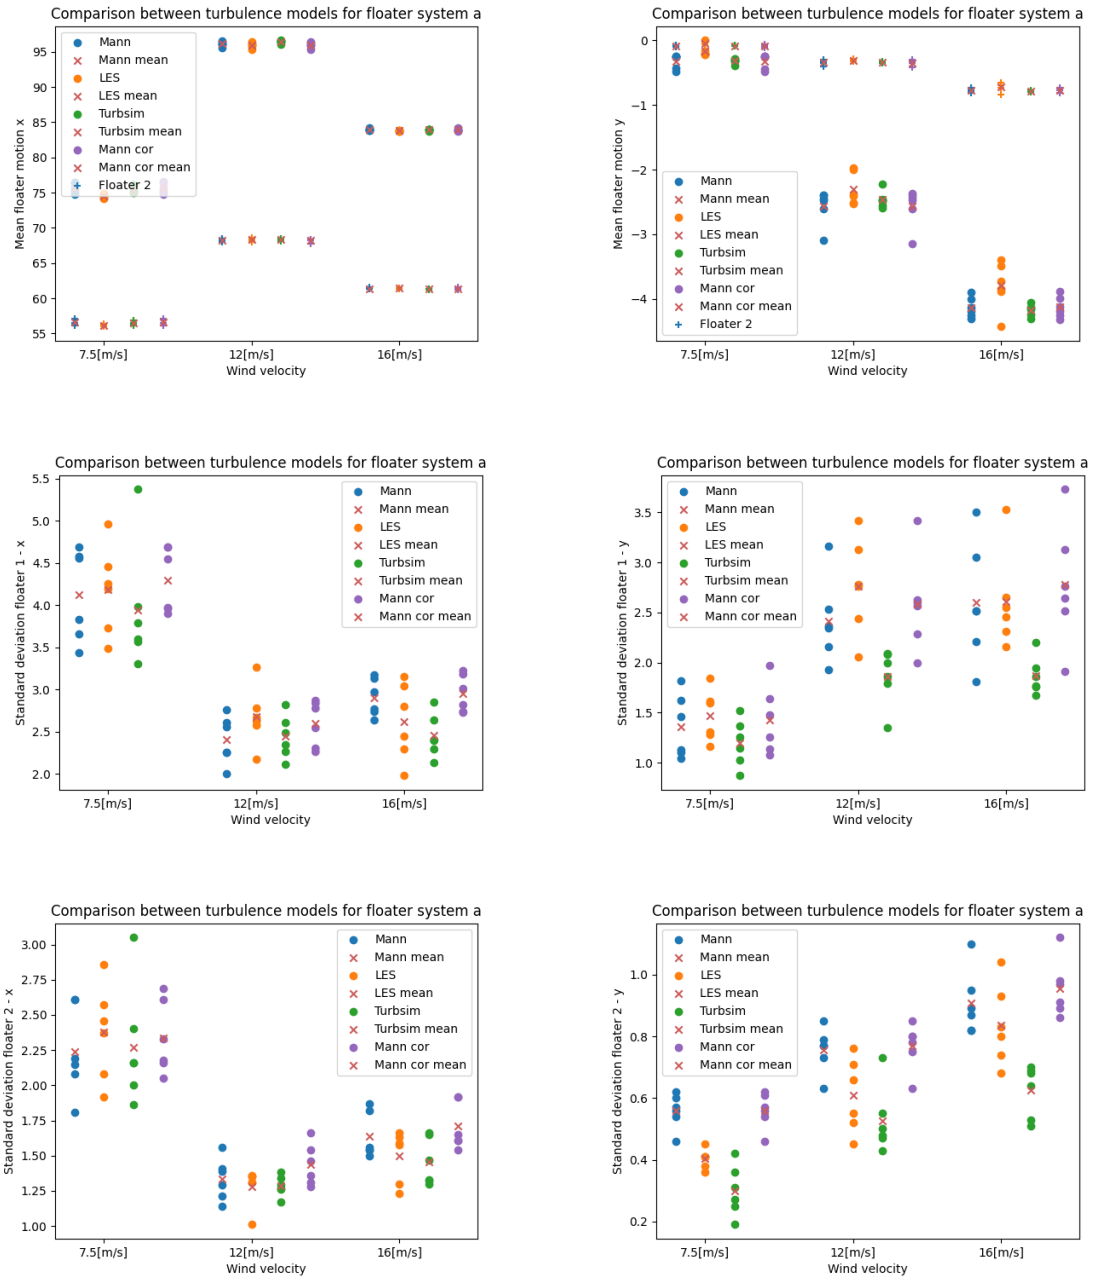 Comparison between turbulence models for floater system a
Mean floater motion x
95
90
85
80
75
70
65
60
55
Mann
Mann mean
LES
LES mean
Turbsim
Turbsim mean
Mann cor
Mann cor mean
Floater 2
7.5[m/s]
12[m/s]
16[m/s]
Wind velocity
Comparison between turbulence models for floater system a
Mean floater motion y
0
−1
−2
−3
−4
Mann
Mann mean
LES
LES mean
Turbsim
Turbsim mean
Mann cor
Mann cor mean
Floater 2
7.5[m/s]
12[m/s]
16[m/s]
Wind velocity
Comparison between turbulence models for floater system a
Standard deviation floater 1 - x
5.5
5.0
4.5
4.0
3.5
3.0
2.5
2.0
Mann
Mann mean
LES
LES mean
Turbsim
Turbsim mean
Mann cor
Mann cor mean
7.5[m/s]
12[m/s]
16[m/s]
Wind velocity
Comparison between turbulence models for floater system a
Standard deviation floater 1 - y
3.5
3.0
2.5
2.0
1.5
1.0
Mann
Mann mean
LES
LES mean
Turbsim
Turbsim mean
Mann cor
Mann cor mean
7.5[m/s]
12[m/s]
16[m/s]
Wind velocity
Comparison between turbulence models for floater system a
Standard deviation floater 2 - x
3.00
2.75
2.50
2.25
2.00
1.75
1.50
1.25
1.00
Mann
Mann mean
LES
LES mean
Turbsim
Turbsim mean
Mann cor
Mann cor mean
7.5[m/s]
12[m/s]
16[m/s]
Wind velocity
Comparison between turbulence models for floater system a
Standard deviation floater 2 - y
1.0
0.8
0.6
0.4
0.2
Mann
Mann mean
LES
LES mean
Turbsim
Turbsim mean
Mann cor
Mann cor mean
7.5[m/s]
12[m/s]
16[m/s]
Wind velocity